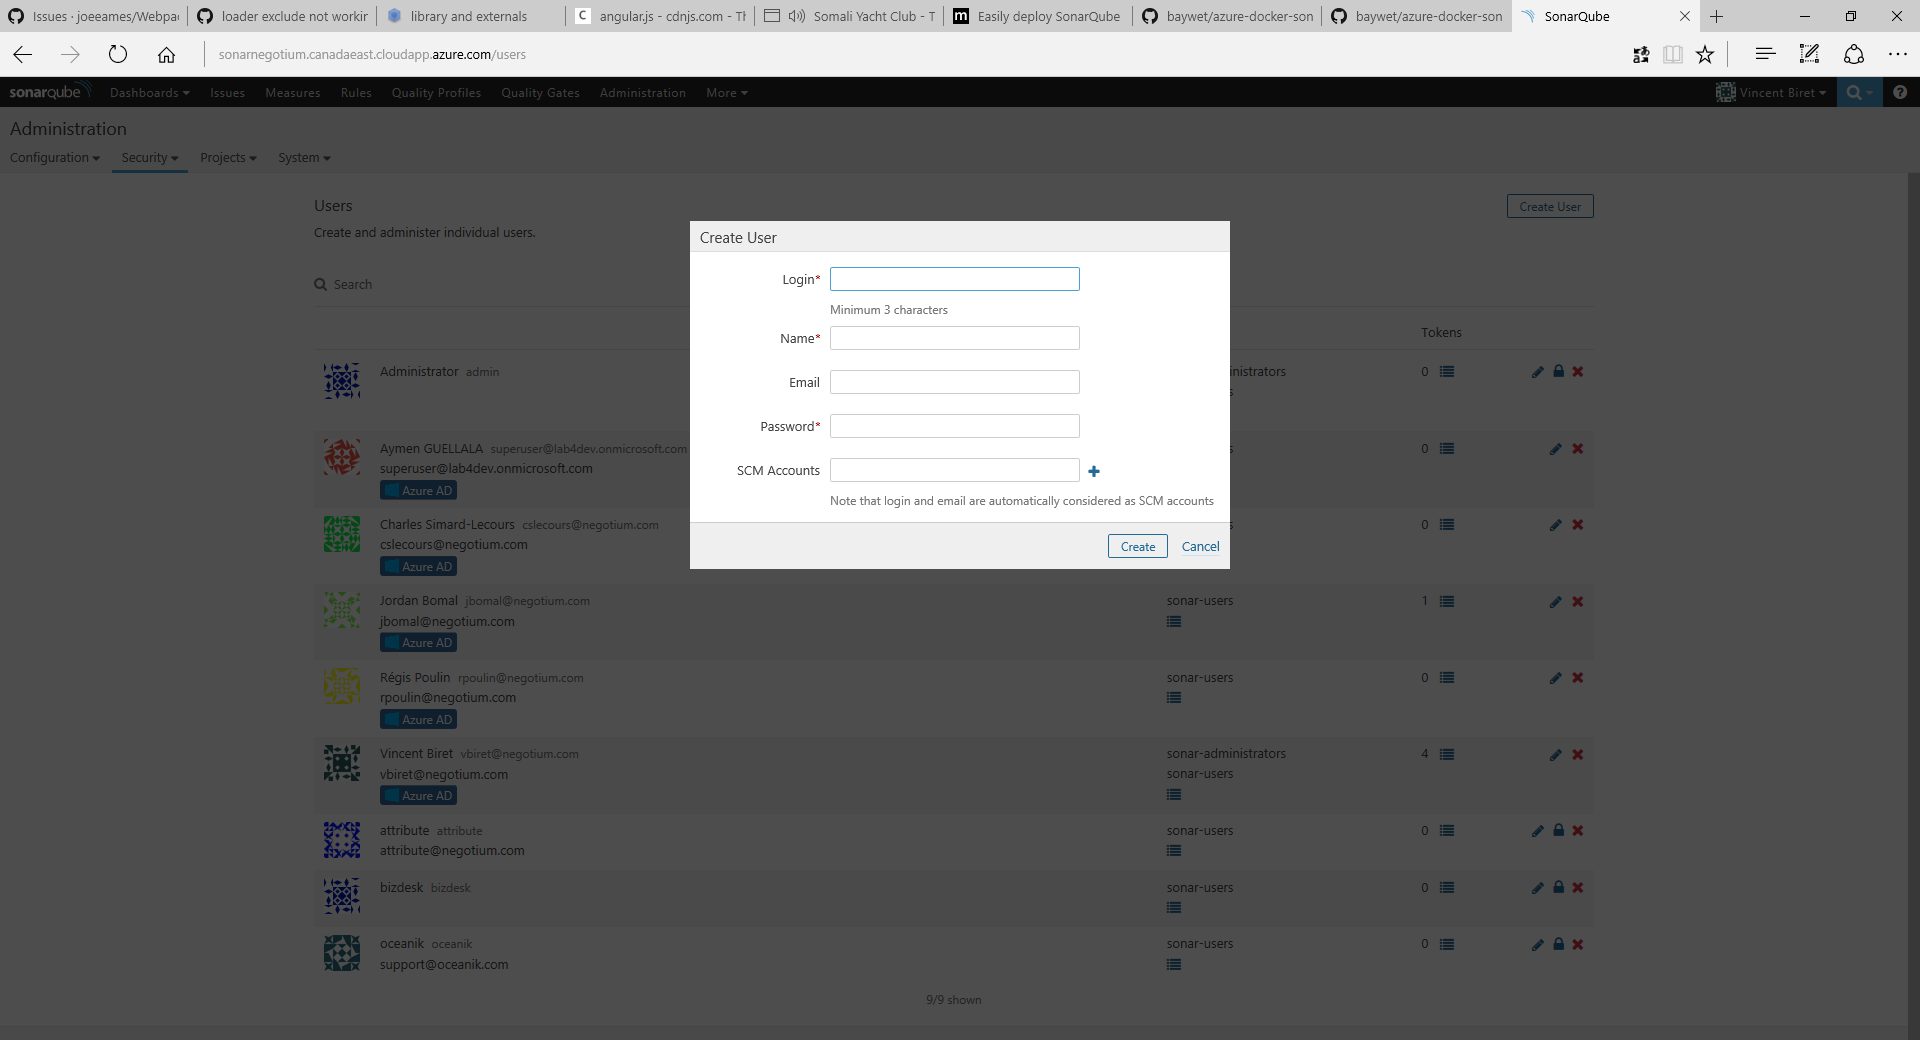 Issues · joeeames/Webpa
loader exclude not workin
library and externals
angular.js - cdnjs.com - Th
Somali Yacht Club - T
Easily deploy SonarQube
baywet/azure-docker-son
baywet/azure-docker-son
SonarQube
sonarnegotium.canadaeast.cloudapp.azure.com/users
sonarqube Dashboards Issues Measures Rules Quality Profiles Quality Gates Administration More Vincent Biret
Administration
Configuration Security Projects System
Users
Create User
Create and administer individual users.
Search
Tokens
Administrator admin
inistrators
s
0
Aymen GUELLALA superuser@lab4dev.onmicrosoft.com
s
0
superuser@lab4dev.onmicrosoft.com
Azure AD
Charles Simard-Lecours cslecours@negotium.com
s
0
cslecours@negotium.com
Azure AD
Jordan Bomal jbomal@negotium.com
sonar-users
1
jbomal@negotium.com
Azure AD
Régis Poulin rpoulin@negotium.com
sonar-users
0
rpoulin@negotium.com
Azure AD
Vincent Biret vbiret@negotium.com
sonar-administrators
4
vbiret@negotium.com
sonar-users
Azure AD
attribute attribute
sonar-users
0
attribute@negotium.com
bizdesk bizdesk
sonar-users
0
oceanik oceanik
sonar-users
0
support@oceanik.com
9/9 shown
Create User
Login*
Minimum 3 characters
Name*
Email
Password*
SCM Accounts
Note that login and email are automatically considered as SCM accounts
Create Cancel